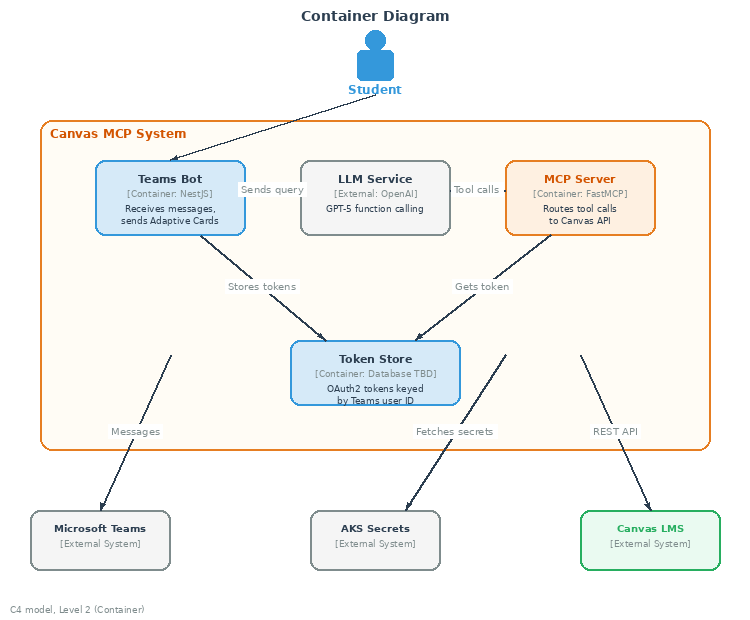 Container Diagram
Student
Canvas MCP System
Teams Bot
[Container: NestJS]
Receives messages,
sends Adaptive Cards
Sends query
LLM Service
[External: OpenAI]
GPT-5 function calling
Tool calls
MCP Server
[Container: FastMCP]
Routes tool calls
to Canvas API
Stores tokens
Gets token
Token Store
[Container: Database TBD]
OAuth2 tokens keyed
by Teams user ID
Messages
Fetches secrets
REST API
Microsoft Teams
[External System]
AKS Secrets
[External System]
Canvas LMS
[External System]
C4 model, Level 2 (Container)